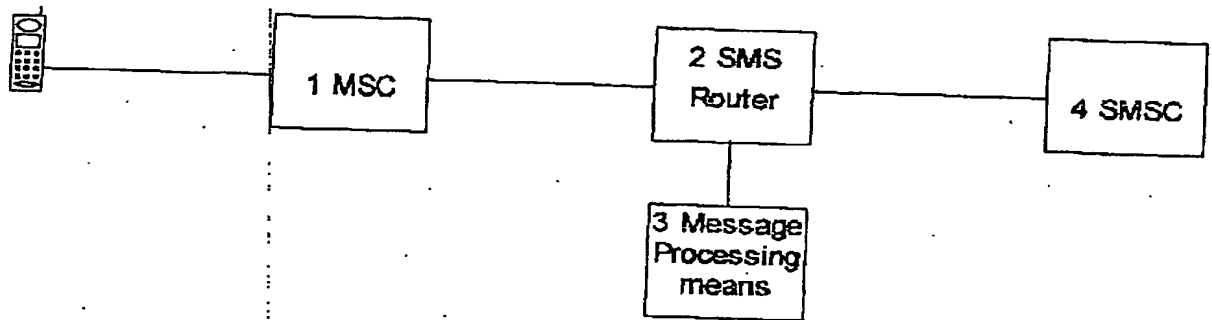 1 MSC
2 SMS
Router
4 SMSC
3 Message
Processing
means